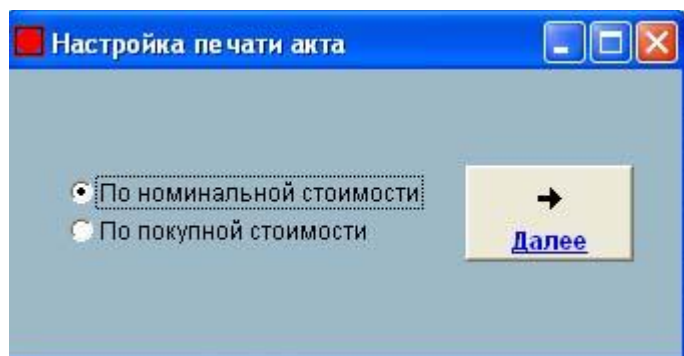 Настройка печати акта
По номинальной стоимости
По покупной стоимости
Далее